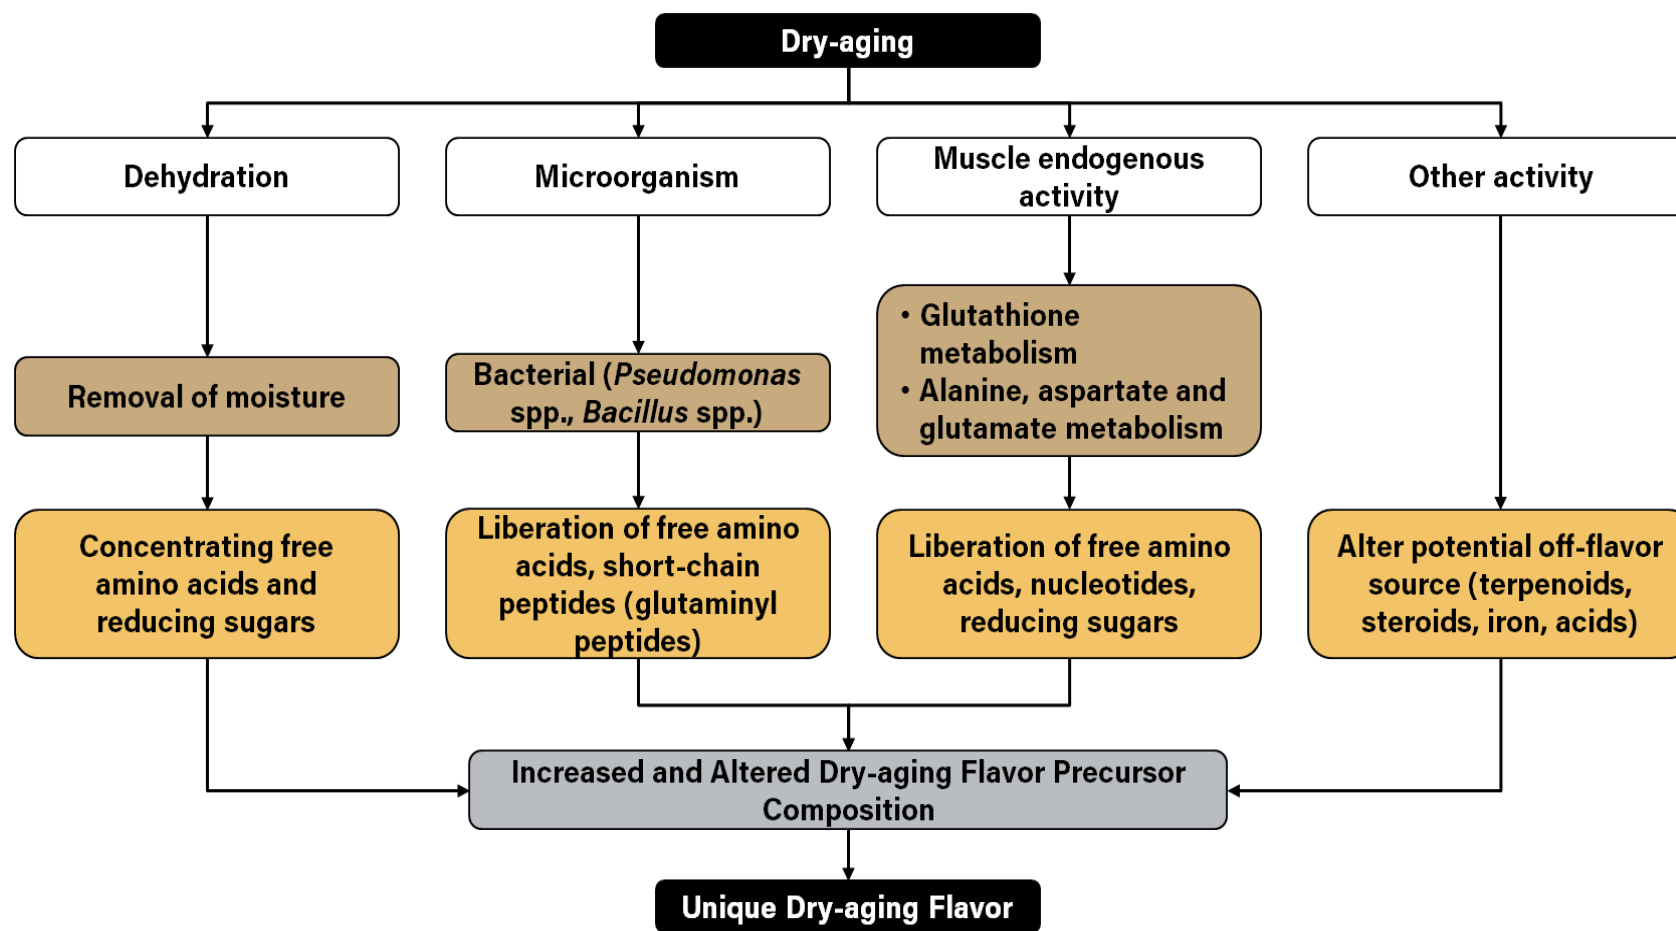 Dry-aging
Dehydration
Microorganism
Muscle endogenous
activity
Other activity
Removal of moisture
Bacterial (Pseudomonas
spp., Bacillus spp.)
• Glutathione
metabolism
• Alanine, aspartate and
glutamate metabolism
Concentrating free
amino acids and
reducing sugars
Liberation of free amino
acids, short-chain
peptides (glutaminyl
peptides)
Liberation of free amino
acids, nucleotides,
reducing sugars
Alter potential off-flavor
source (terpenoids,
steroids, iron, acids)
Increased and Altered Dry-aging Flavor Precursor
Composition
Unique Dry-aging Flavor